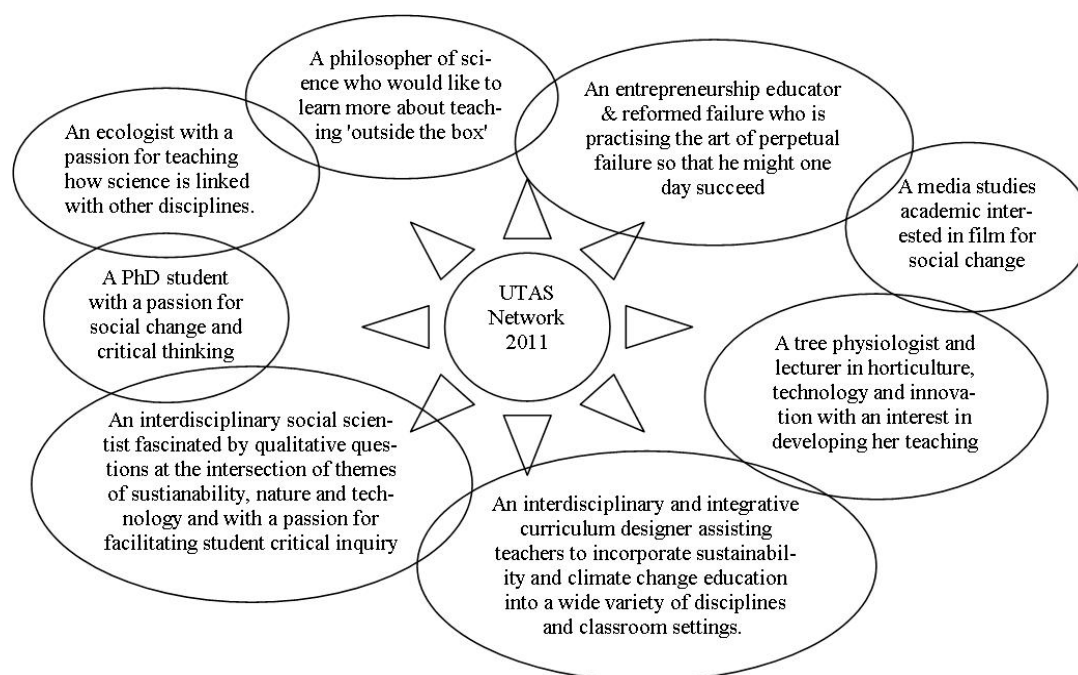 A philosopher of sci-
ence who would like to
learn more about teach-
ing 'outside the box'
An entrepreneurship educator
& reformed failure who is
practising the art of perpetual
failure so that he might one
day succeed
An ecologist with a
passion for teaching
how science is linked
with other disciplines.
A media studies
academic inter-
ested in film for
social change
A PhD student
with a passion for
social change and
critical thinking
UTAS
Network
2011
A tree physiologist and
lecturer in horticulture,
technology and innova-
tion with an interest in
developing her teaching
An interdisciplinary social scien-
tist fascinated by qualitative ques-
tions at the intersection of themes
of sustianability, nature and tech-
nology and with a passion for
facilitating student critical inquiry
An interdisciplinary and integrative
curriculum designer assisting
teachers to incorporate sustainabil-
ity and climate change education
into a wide variety of disciplines
and classroom settings.